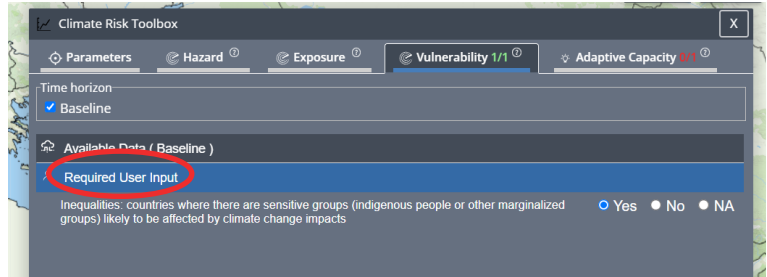 Climate Risk Toolbox X
Parameters Hazard ? Exposure ? Vulnerability 1/1 ? Adaptive Capacity 0/1 ?
Time horizon
Baseline
Available Data ( Baseline )
Required User Input
Inequalities: countries where there are sensitive groups (indigenous people or other marginalized Yes No NA
groups) likely to be affected by climate change impacts